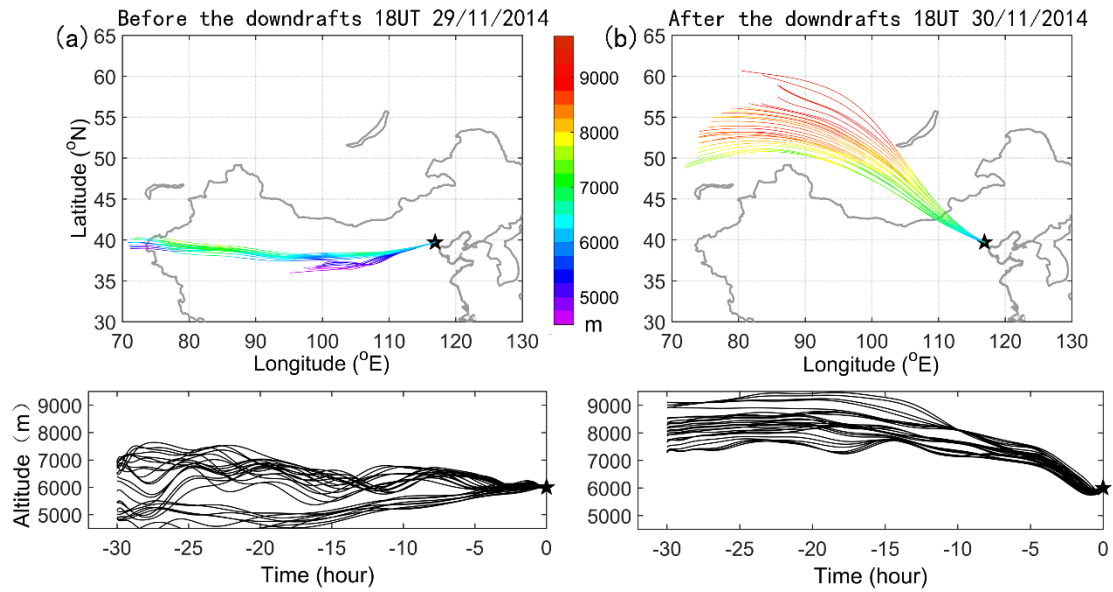 Before the downdrafts 18UT 29/11/2014
After the downdrafts 18UT 30/11/2014
(a)
(b)
65
60
55
50
45
40
35
30
Latitude (°N)
70 80 90 100 110 120 130
Longitude (°E)
9000
8000
7000
6000
5000
m
65
60
55
50
45
40
35
30
Latitude (°N)
70 80 90 100 110 120 130
Longitude (°E)
9000
8000
7000
6000
5000
Altitude (m)
-30 -25 -20 -15 -10 -5 0
Time (hour)
9000
8000
7000
6000
5000
-30 -25 -20 -15 -10 -5 0
Time (hour)